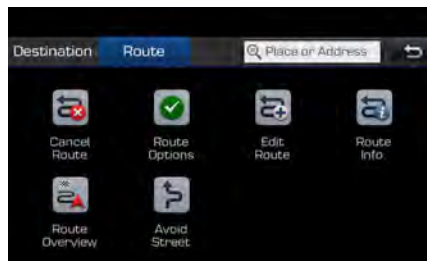 Destination Route Place or Address
Cancel Route Edit Route
Route Options Route Info
Route Avoid
Overview Street